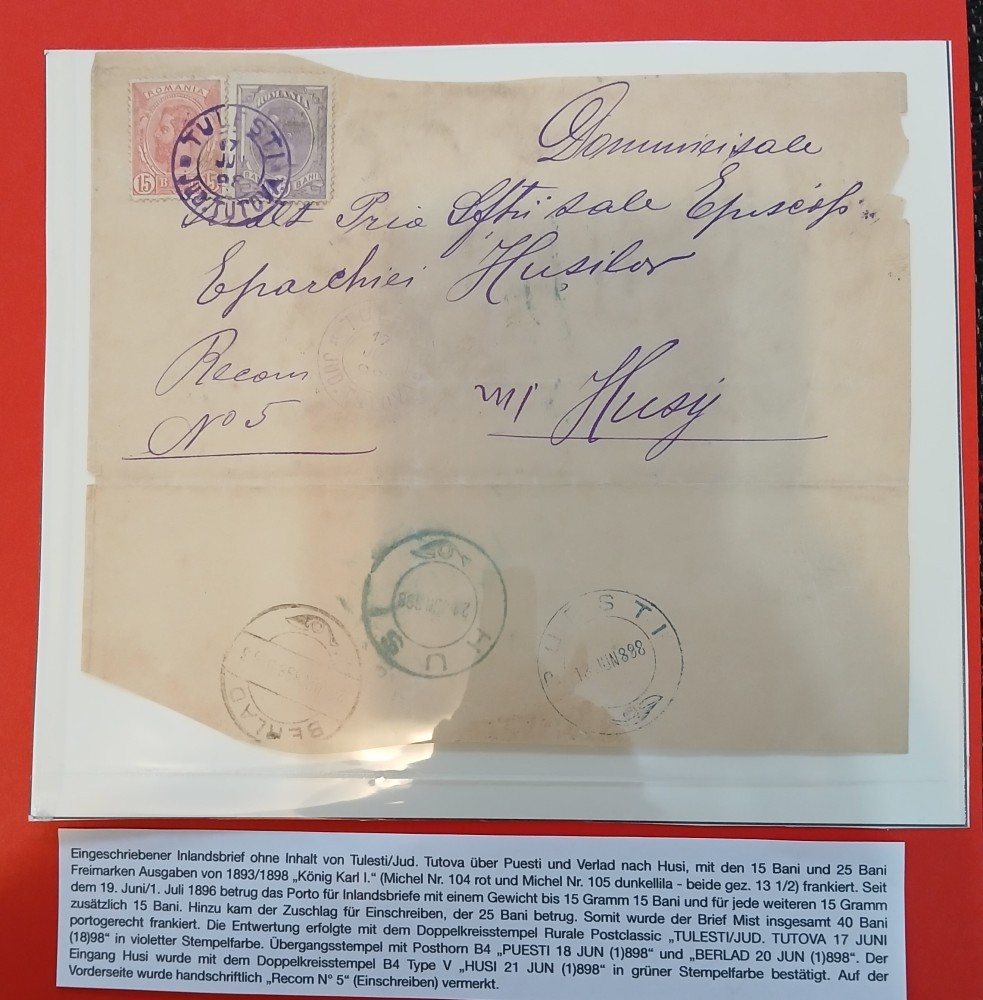 ROMANIA
ROMANIA
15 B
BANI
TULESTI
JUD. TUTOVA
Domnieisale
Prea Sftii sale Episcop
Eparchiei Hușilor
Recom
No 5
Husy
HUSI
PUESTI
JUN 898
BERLAD
Eingeschriebener Inlandsbrief ohne Inhalt von Tulesti/Jud. Tutova über Puesti und Verlad nach Husi, mit den 15 Bani und 25 Bani
Freimarken Ausgaben von 1893/1898 „König Karl I.“ (Michel Nr. 104 rot und Michel Nr. 105 dunkellila - beide gez. 13 1/2) frankiert. Seit
dem 19. Juni/1. Juli 1896 betrug das Porto für Inlandsbriefe mit einem Gewicht bis 15 Gramm 15 Bani und für jede weiteren 15 Gramm
zusätzlich 15 Bani. Hinzu kam der Zuschlag für Einschreiben, der 25 Bani betrug. Somit wurde der Brief Mist insgesamt 40 Bani
portogerecht frankiert. Die Entwertung erfolgte mit dem Doppelkreisstempel Rurale Postclassic „TULESTI/JUD. TUTOVA 17 JUNI
(18)98“ in violetter Stempelfarbe. Übergangsstempel mit Posthorn B4 „PUESTI 18 JUN (1)898“ und „BERLAD 20 JUN (1)898“. Der
Eingang Husi wurde mit dem Doppelkreisstempel B4 Type V „HUSI 21 JUN (1)898“ in grüner Stempelfarbe bestätigt. Auf der
Vorderseite wurde handschriftlich „Recom N° 5“ (Einschreiben) vermerkt.